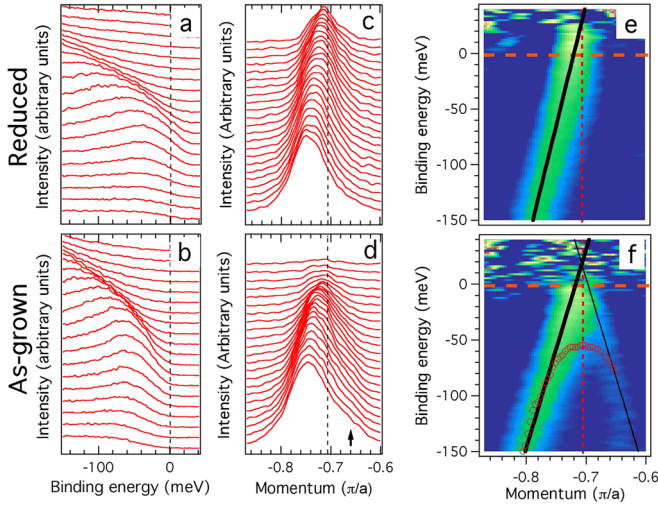 Reduced
As-grown
Intensity (arbitrary units)
a
Intensity (Arbitrary units)
c
Binding energy (meV)
e
0
-50
-100
-150
Intensity (arbitrary units)
b
-100
0
Binding energy (meV)
Intensity (Arbitrary units)
d
-0.8
-0.7
-0.6
Momentum (π/a)
Binding energy (meV)
f
0
-50
-100
-150
-0.8
-0.7
-0.6
Momentum (π/a)